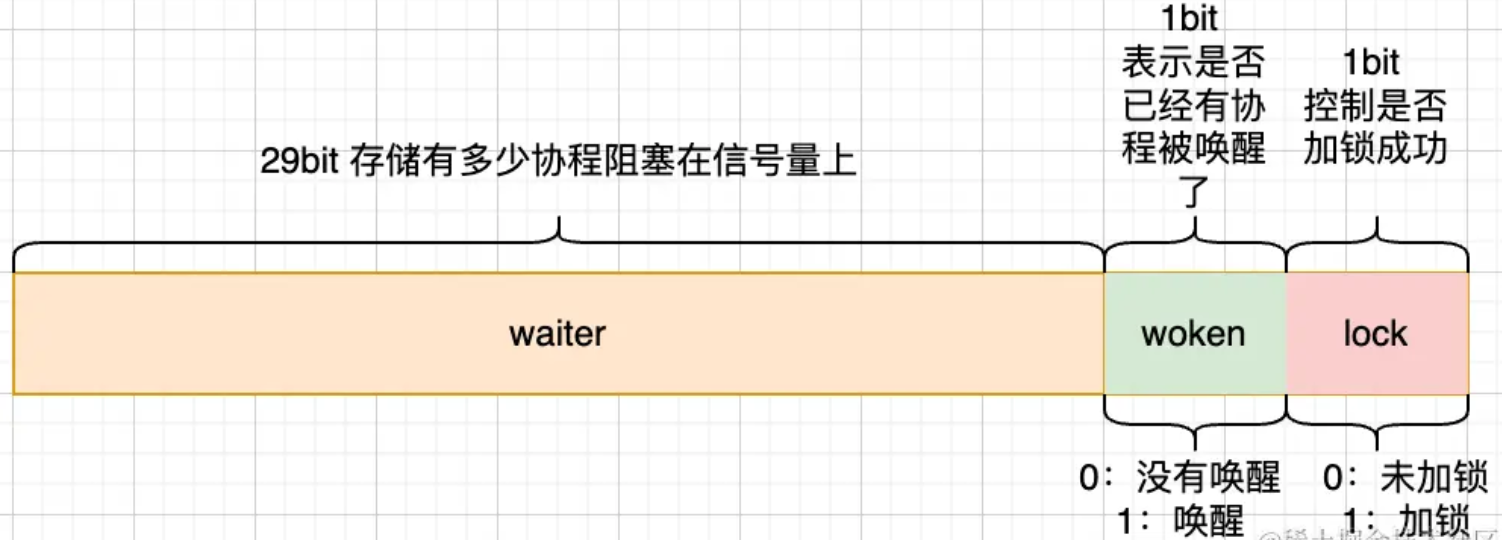 1bit
表示是否
已经有协
程被唤醒
了
1bit
控制是否
加锁成功
29bit 存储有多少协程阻塞在信号量上
waiter
woken
lock
0：没有唤醒
1：唤醒
0：未加锁
1：加锁